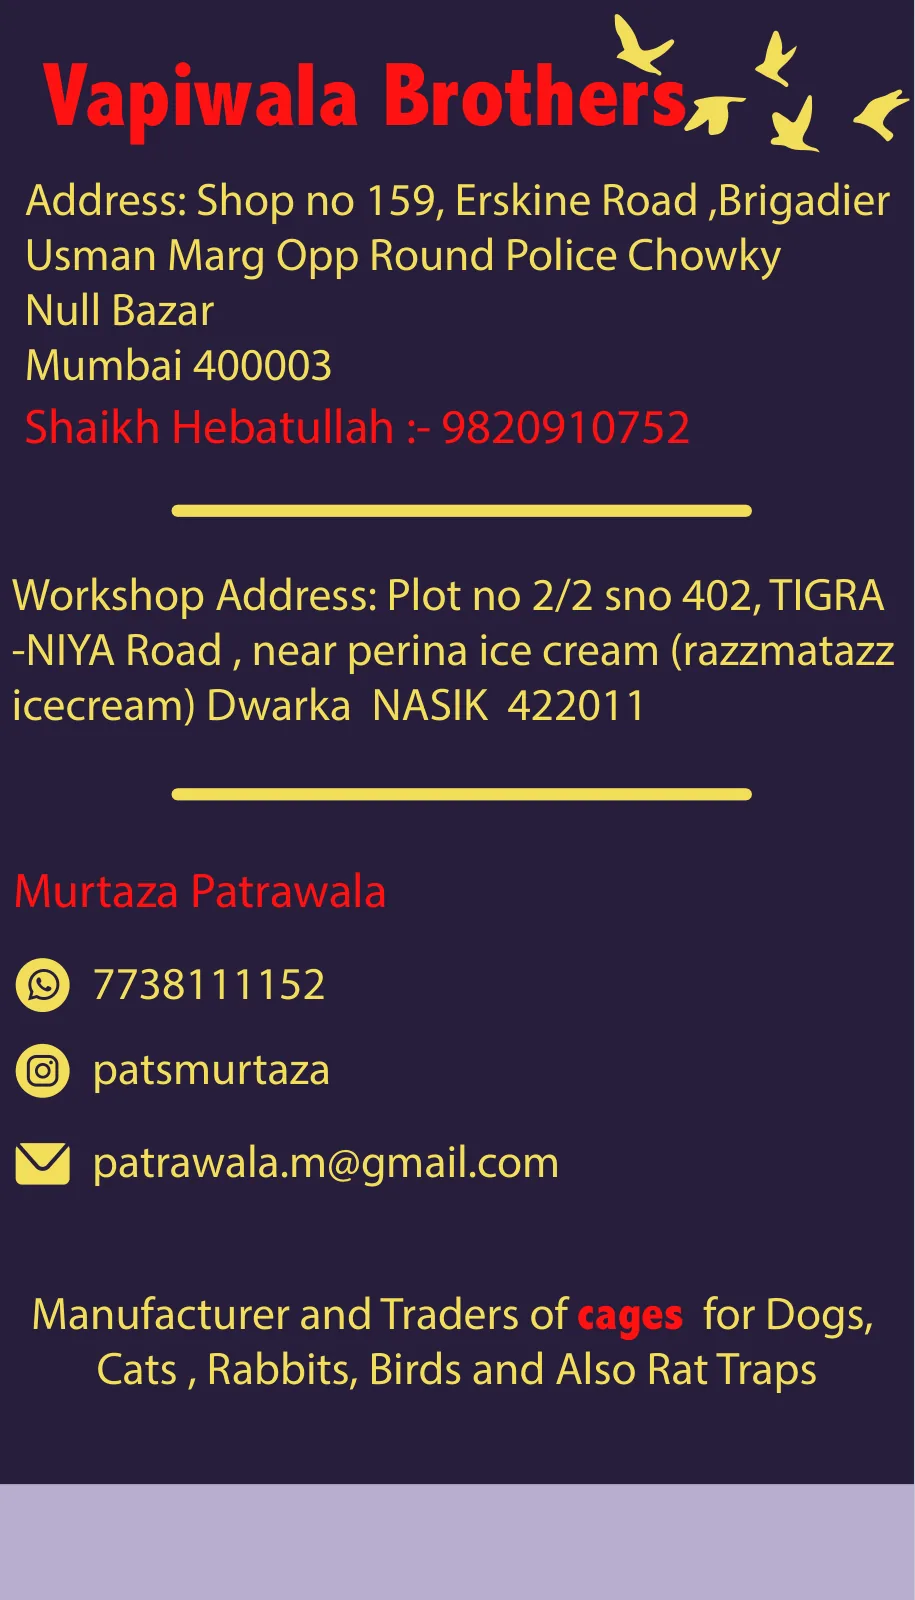 Vapiwala Brothers
Address: Shop no 159, Erskine Road ,Brigadier
Usman Marg Opp Round Police Chowky
Null Bazar
Mumbai 400003
Shaikh Hebatullah :- 9820910752
Workshop Address: Plot no 2/2 sno 402, TIGRA
-NIYA Road , near perina ice cream (razzmatazz
icecream) Dwarka  NASIK  422011
Murtaza Patrawala
7738111152
patsmurtaza
patrawala.m@gmail.com
Manufacturer and Traders of cages  for Dogs,
Cats , Rabbits, Birds and Also Rat Traps